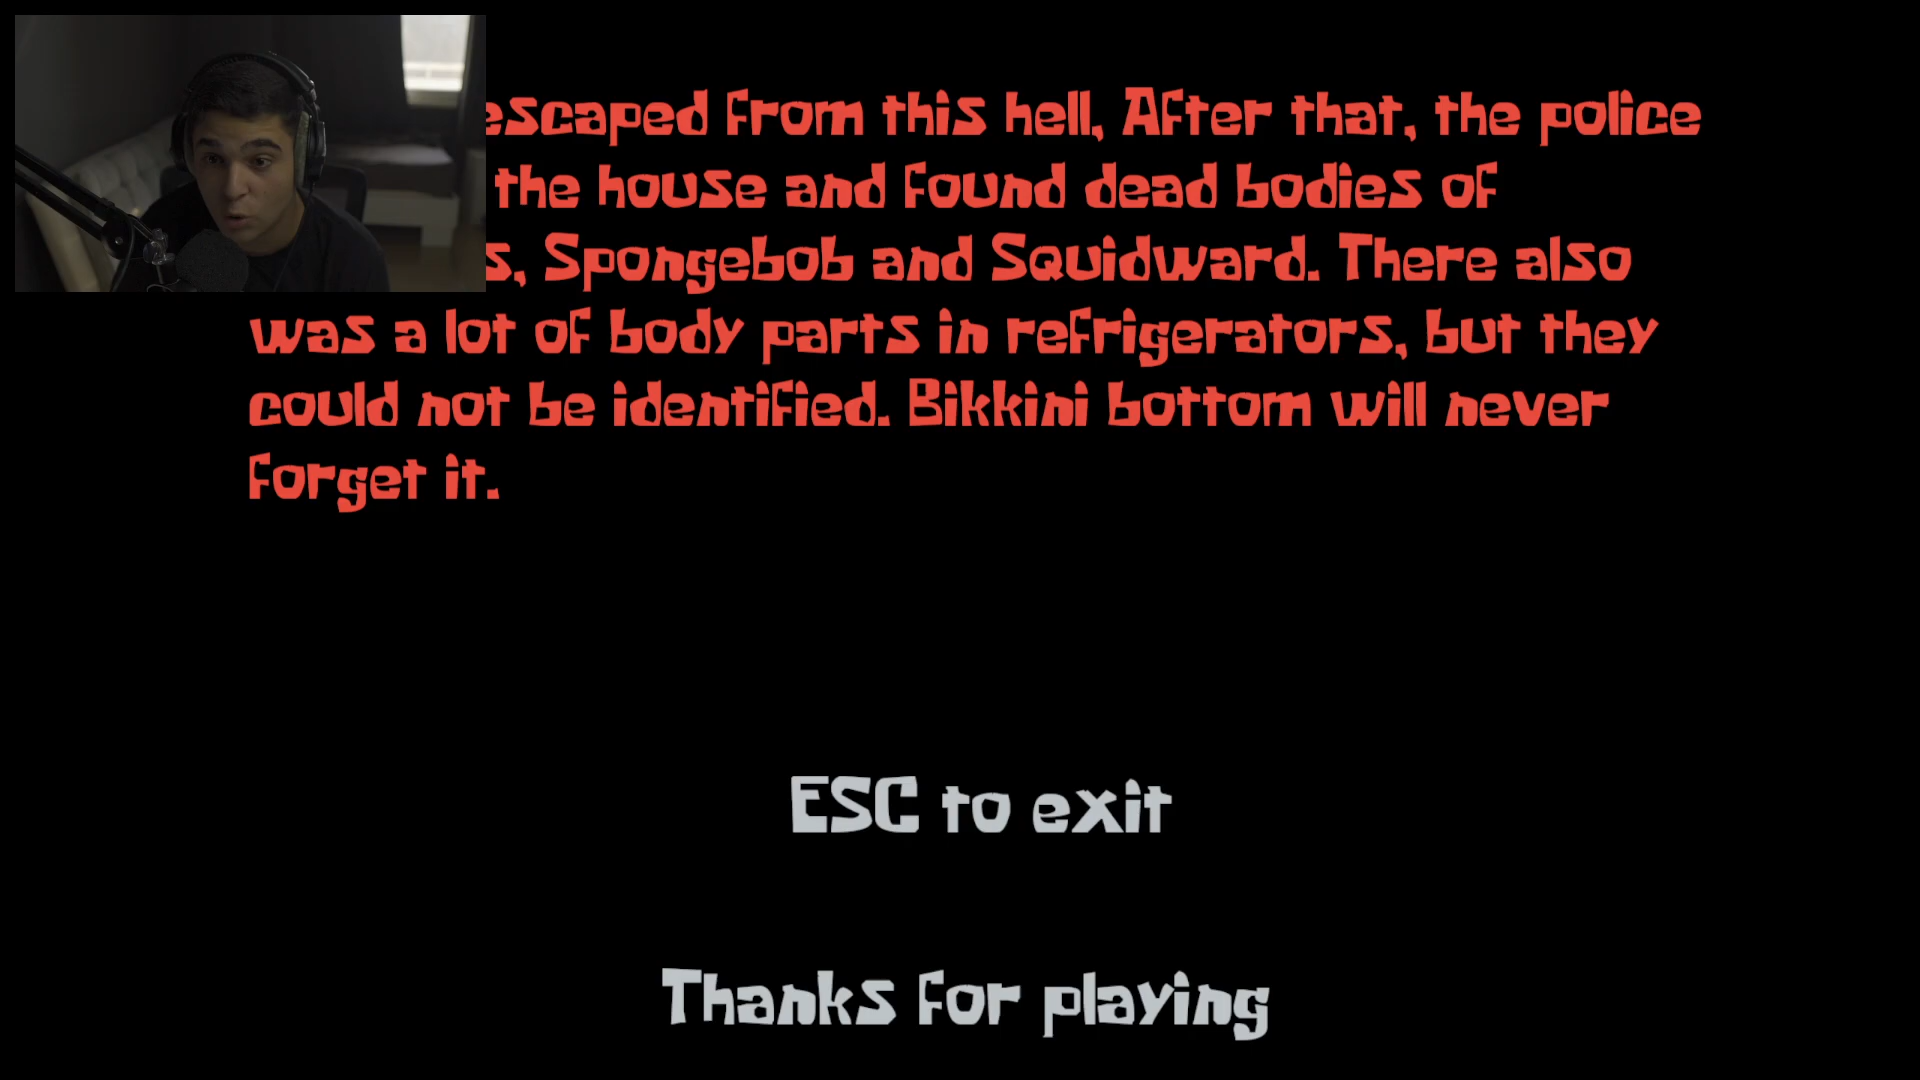 escaped from this hell, After that, the police
the house and found dead bodies of
Spongebob and Squidward. There also
was a lot of body parts in refrigerators, but they
could not be identified. Bikkini bottom will never
forget it.
ESC to exit
Thanks for playing